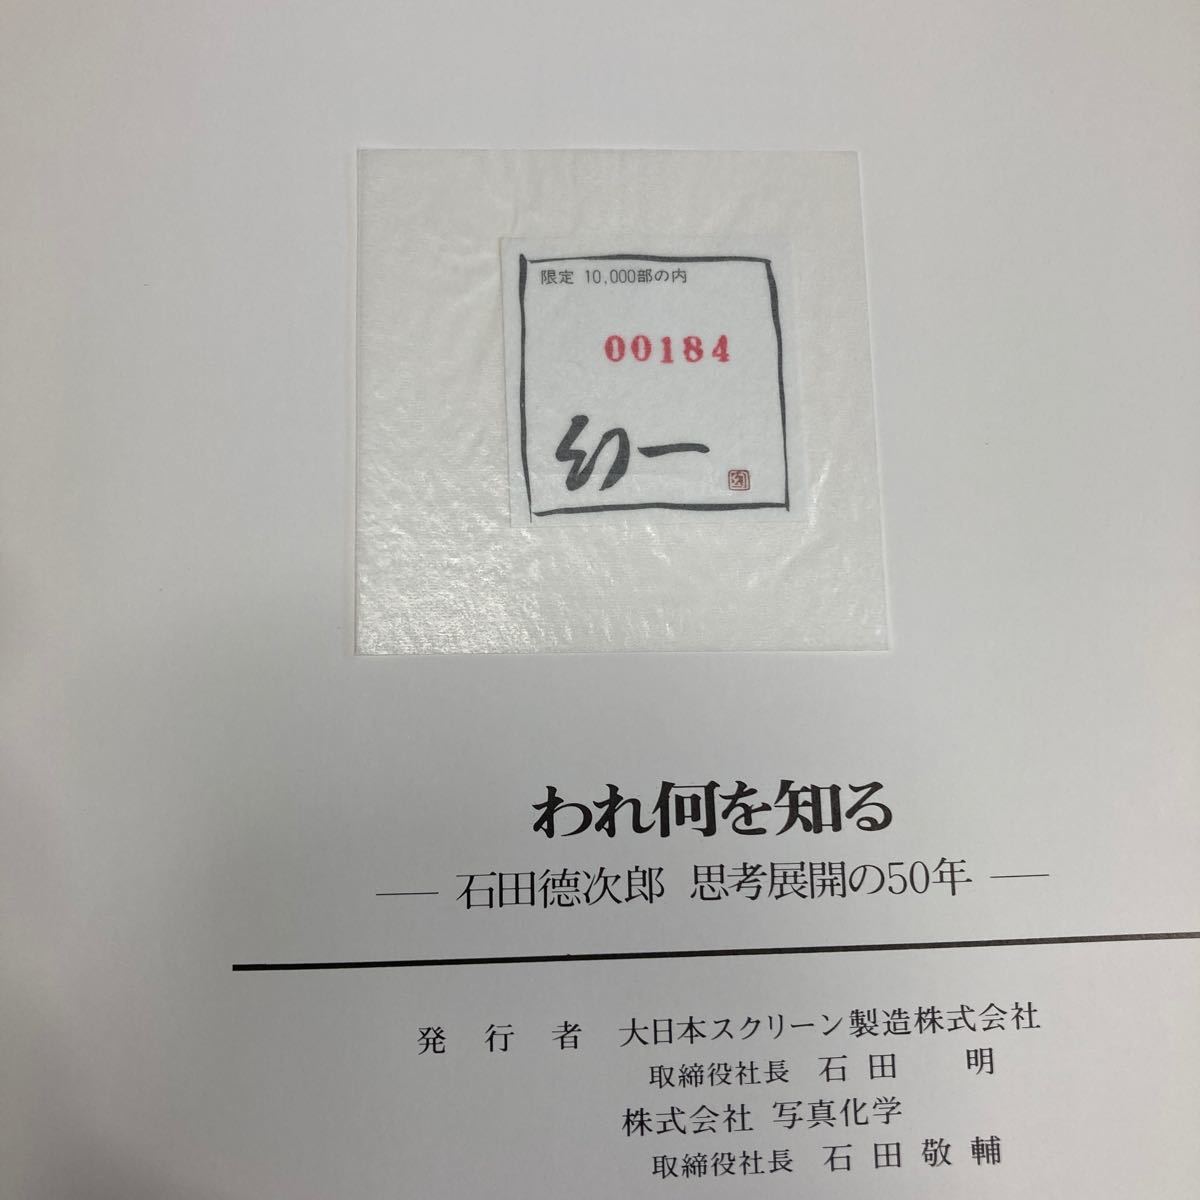 限定 10,000部の内
00184
幻一
われ何を知る
― 石田徳次郎 思考展開の50年 ―
発行者 大日本スクリーン製造株式会社
取締役社長 石田 明
株式会社 写真化学
取締役社長 石田敬輔